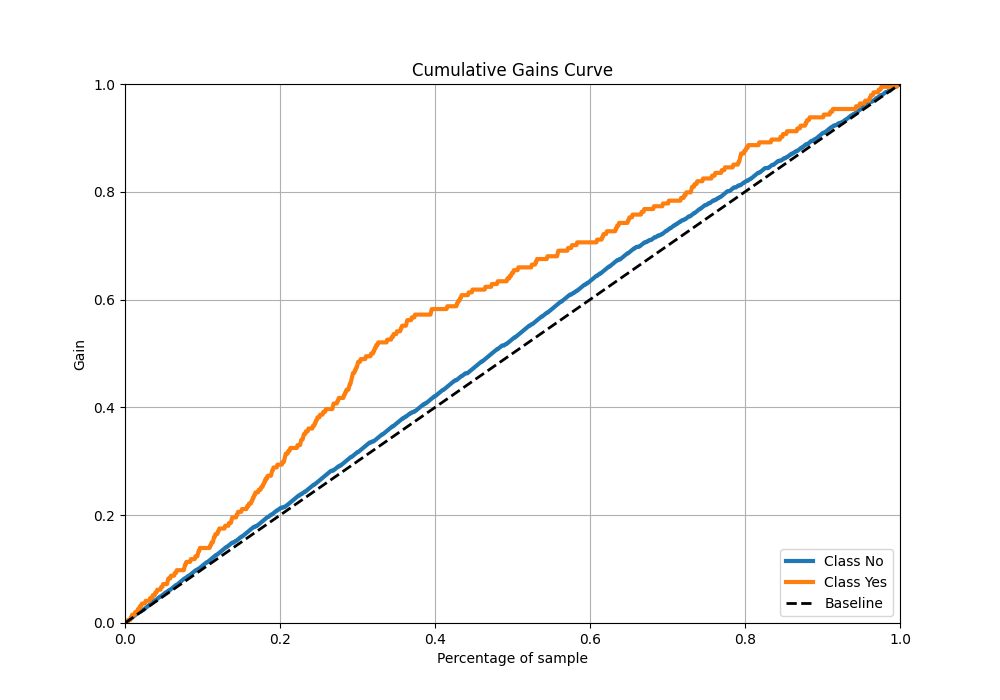 Cumulative Gains Curve
1.0
0.8
0.6
0.4
0.2
0.0
Gain
0.0 0.2 0.4 0.6 0.8 1.0
Percentage of sample
Class No
Class Yes
Baseline